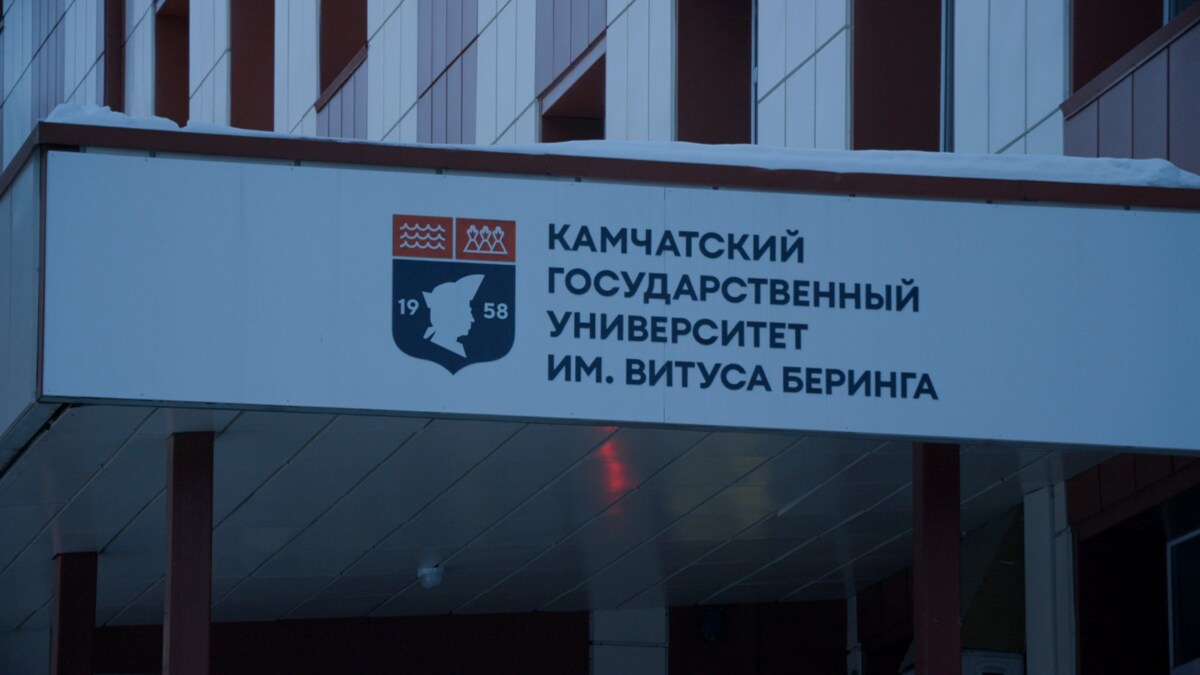 19 58
КАМЧАТСКИЙ
ГОСУДАРСТВЕННЫЙ
УНИВЕРСИТЕТ
ИМ. ВИТУСА БЕРИНГА